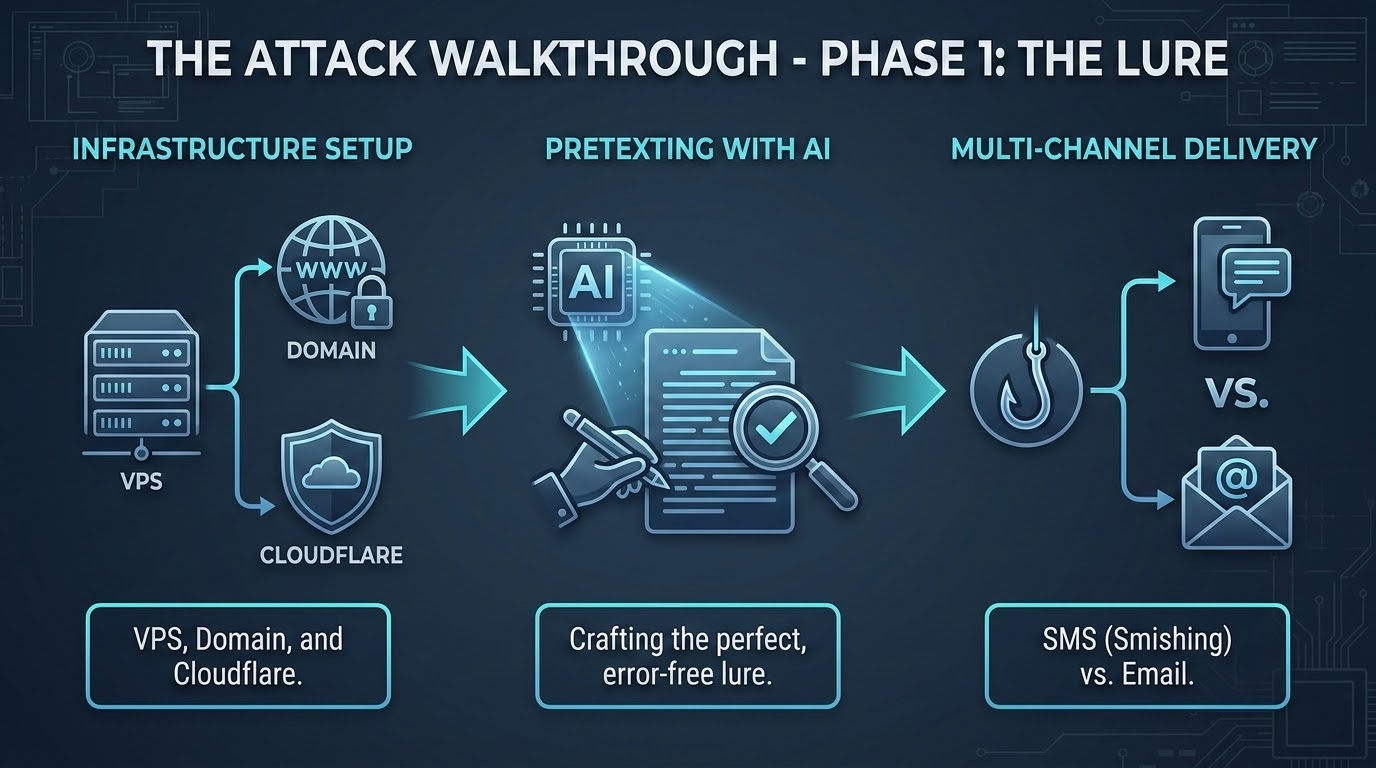 THE ATTACK WALKTHROUGH - PHASE 1: THE LURE
INFRASTRUCTURE SETUP
WWW
DOMAIN
VPS
CLOUDFLARE
VPS, Domain, and
Cloudflare.
PRETEXTING WITH AI
AI
Crafting the perfect,
error-free lure.
MULTI-CHANNEL DELIVERY
VS.
@
SMS (Smishing)
vs. Email.